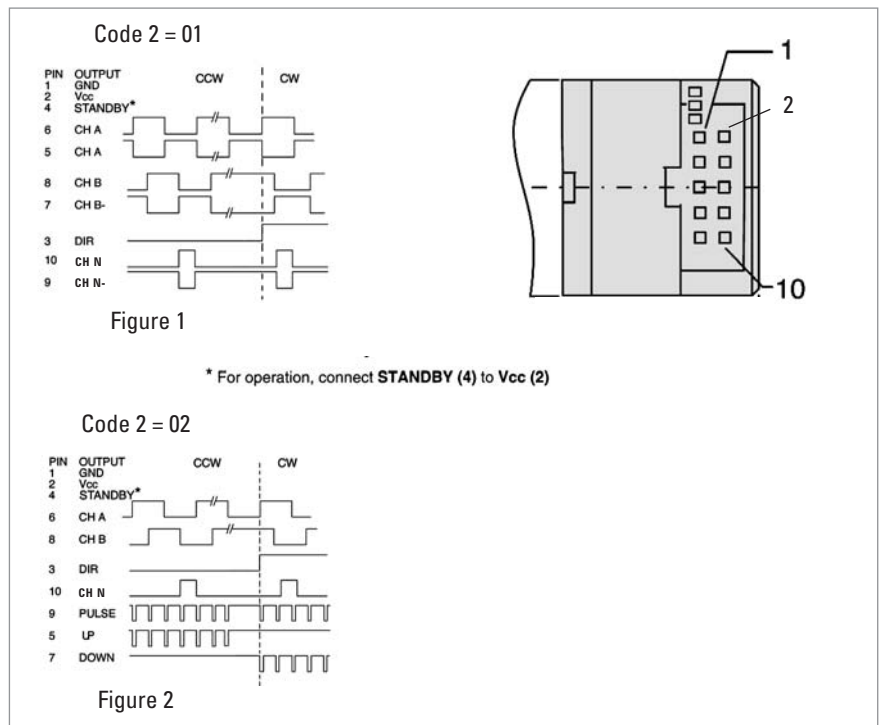 Code 2 = 01
PIN OUTPUT CCW CW
1 GND
2 Vcc
4 STANDBY*
6 CH A
5 CH A
8 CH B
7 CH B-
3 DIR
10 CH N
9 CH N-
Figure 1
1
2
10
* For operation, connect STANDBY (4) to Vcc (2)
Code 2 = 02
PIN OUTPUT CCW CW
1 GND
2 Vcc
4 STANDBY*
6 CH A
8 CH B
3 DIR
10 CH N
9 PULSE
5 UP
7 DOWN
Figure 2